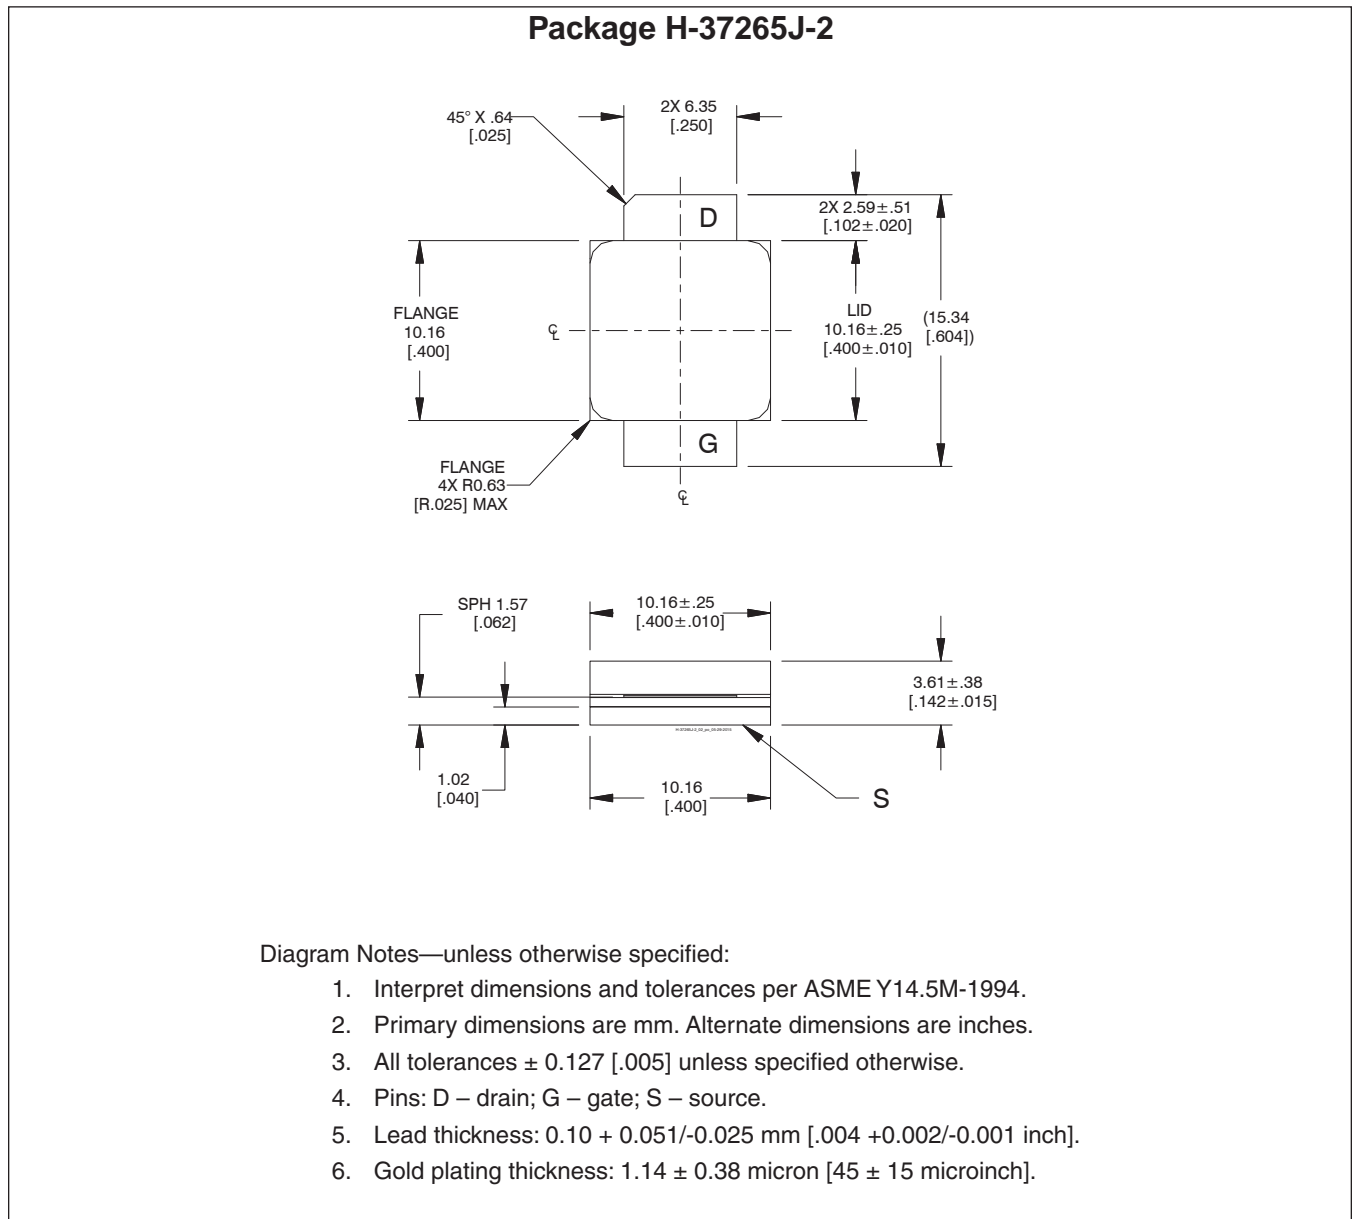 Package H-37265J-2
45° X .64
[.025]
2X 6.35
[.250]
D
2X 2.59±.51
[.102±.020]
FLANGE
10.16
[.400]
℄
LID
10.16±.25
[.400±.010]
(15.34
[.604])
G
FLANGE
4X R0.63
[R.025] MAX
℄
SPH 1.57
[.062]
10.16±.25
[.400±.010]
3.61±.38
[.142±.015]
1.02
[.040]
10.16
[.400]
S
Diagram Notes—unless otherwise specified:
1. Interpret dimensions and tolerances per ASME Y14.5M-1994.
2. Primary dimensions are mm. Alternate dimensions are inches.
3. All tolerances ± 0.127 [.005] unless specified otherwise.
4. Pins: D – drain; G – gate; S – source.
5. Lead thickness: 0.10 + 0.051/-0.025 mm [.004 +0.002/-0.001 inch].
6. Gold plating thickness: 1.14 ± 0.38 micron [45 ± 15 microinch].